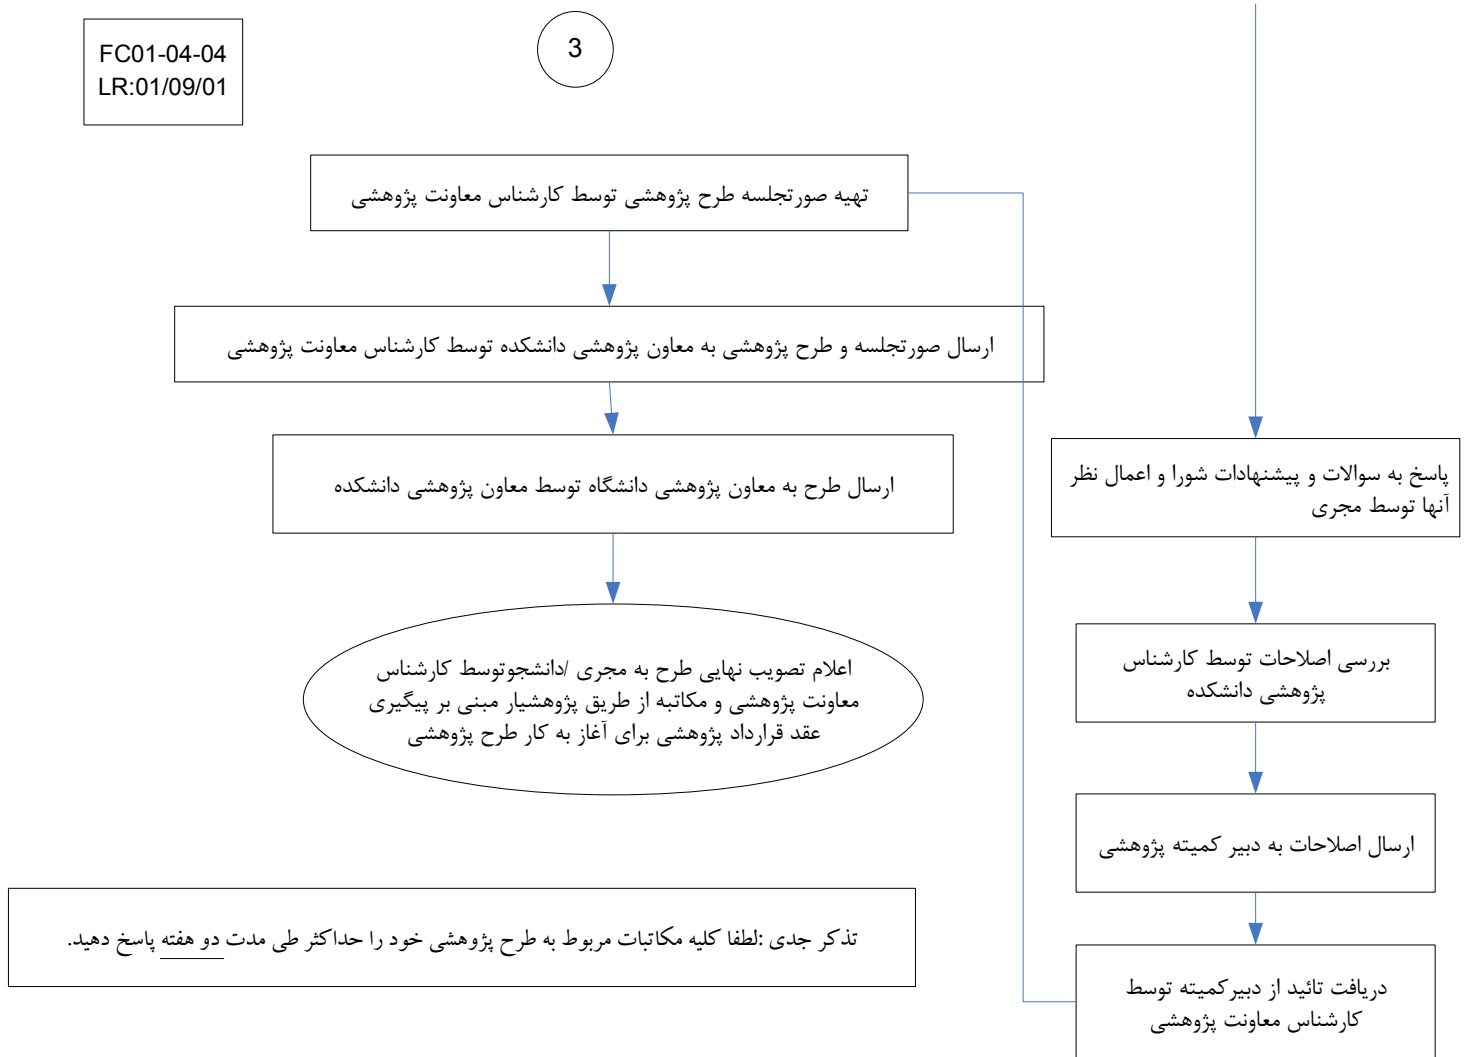 FC01-04-04
LR:01/09/01
3
تهیه صورتجلسه طرح پژوهشی توسط کارشناس معاونت پژوهشی
ارسال صورتجلسه و طرح پژوهشی به معاون پژوهشی دانشکده توسط کارشناس معاونت پژوهشی
ارسال طرح به معاون پژوهشی دانشگاه توسط معاون پژوهشی دانشکده
اعلام تصویب نهایی طرح به مجری /دانشجوتوسط کارشناس
معاونت پژوهشی و مکاتبه از طریق پژوهشیار مبنی بر پیگیری
عقد قرارداد پژوهشی برای آغاز به کار طرح پژوهشی
پاسخ به سوالات و پیشنهادات شورا و اعمال نظر
آنها توسط مجری
بررسی اصلاحات توسط کارشناس
پژوهشی دانشکده
ارسال اصلاحات به دبیر کمیته پژوهشی
دریافت تائید از دبیرکمیته توسط
کارشناس معاونت پژوهشی
تذکر جدی :لطفا کلیه مکاتبات مربوط به طرح پژوهشی خود را حداکثر طی مدت دو هفته پاسخ دهید.